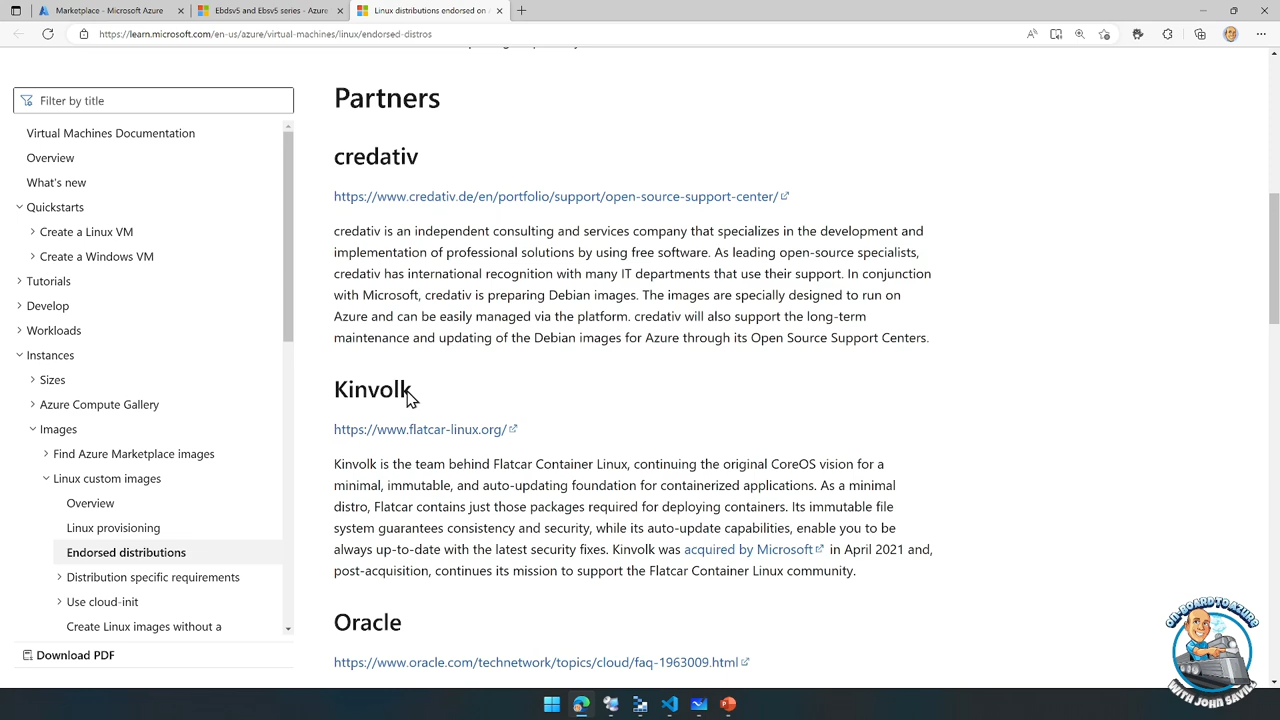 Marketplace - Microsoft Azure
Ebdsv5 and Ebsv5 series - Azure
Linux distributions endorsed on
https://learn.microsoft.com/en-us/azure/virtual-machines/linux/endorsed-distros
Filter by title
Virtual Machines Documentation
Overview
What's new
Quickstarts
Create a Linux VM
Create a Windows VM
Tutorials
Develop
Workloads
Instances
Sizes
Azure Compute Gallery
Images
Find Azure Marketplace images
Linux custom images
Overview
Linux provisioning
Endorsed distributions
Distribution specific requirements
Use cloud-init
Create Linux images without a
Download PDF
Partners
credativ
https://www.credativ.de/en/portfolio/support/open-source-support-center/
credativ is an independent consulting and services company that specializes in the development and
implementation of professional solutions by using free software. As leading open-source specialists,
credativ has international recognition with many IT departments that use their support. In conjunction
with Microsoft, credativ is preparing Debian images. The images are specially designed to run on
Azure and can be easily managed via the platform. credativ will also support the long-term
maintenance and updating of the Debian images for Azure through its Open Source Support Centers.
Kinvolk
https://www.flatcar-linux.org/
Kinvolk is the team behind Flatcar Container Linux, continuing the original CoreOS vision for a
minimal, immutable, and auto-updating foundation for containerized applications. As a minimal
distro, Flatcar contains just those packages required for deploying containers. Its immutable file
system guarantees consistency and security, while its auto-update capabilities, enable you to be
always up-to-date with the latest security fixes. Kinvolk was acquired by Microsoft in April 2021 and,
post-acquisition, continues its mission to support the Flatcar Container Linux community.
Oracle
https://www.oracle.com/technetwork/topics/cloud/faq-1963009.html
ON-BOARD TO AZURE
WITH JOHN SAVILL